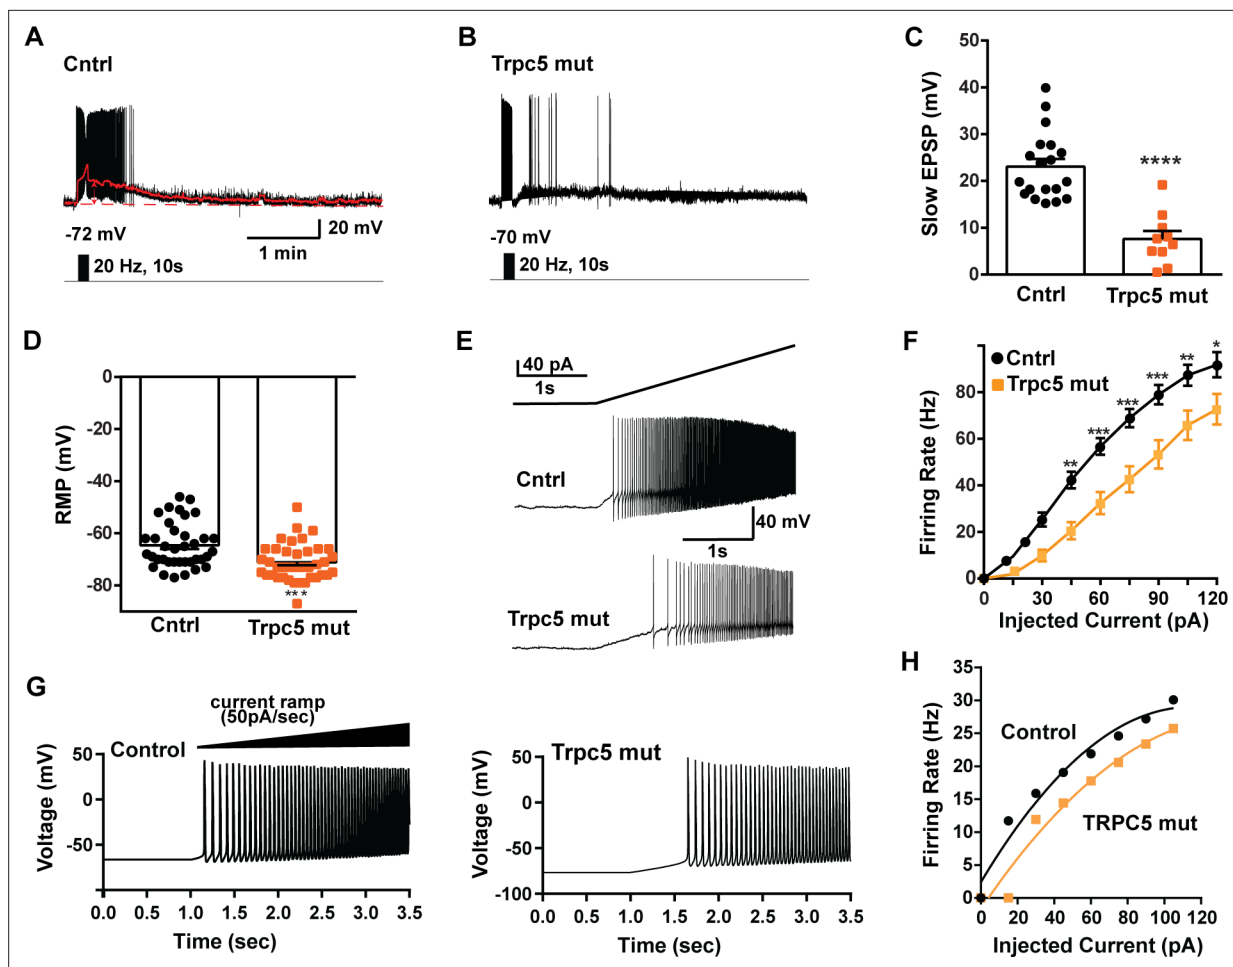 A
Cntrl
-72 mV
20 Hz, 10s
20 mV
1 min
B
Trpc5 mut
-70 mV
20 Hz, 10s
C
Slow EPSP (mV)
50
40
30
20
10
0
****
Cntrl
Trpc5 mut
D
RMP (mV)
0
-20
-40
-60
-80
***
Cntrl
Trpc5 mut
E
40 pA
1s
Cntrl
40 mV
1s
Trpc5 mut
F
Firring Rate (Hz)
80
60
40
20
0
Cntrl
Trpc5 mut
**
***
***
***
**
*
0 30 60 90 120
Injected Current (pA)
G
current ramp
(50pA/sec)
Control
Voltage (mV)
50
0
-50
0.0 0.5 1.0 1.5 2.0 2.5 3.0 3.5
Time (sec)
Trpc5 mut
Voltage (mV)
50
0
-50
-100
0.0 0.5 1.0 1.5 2.0 2.5 3.0 3.5
Time (sec)
H
Firring Rate (Hz)
35
30
25
20
15
10
5
0
Control
TRPC5 mut
0 20 40 60 80 100 120
Injected Current (pA)